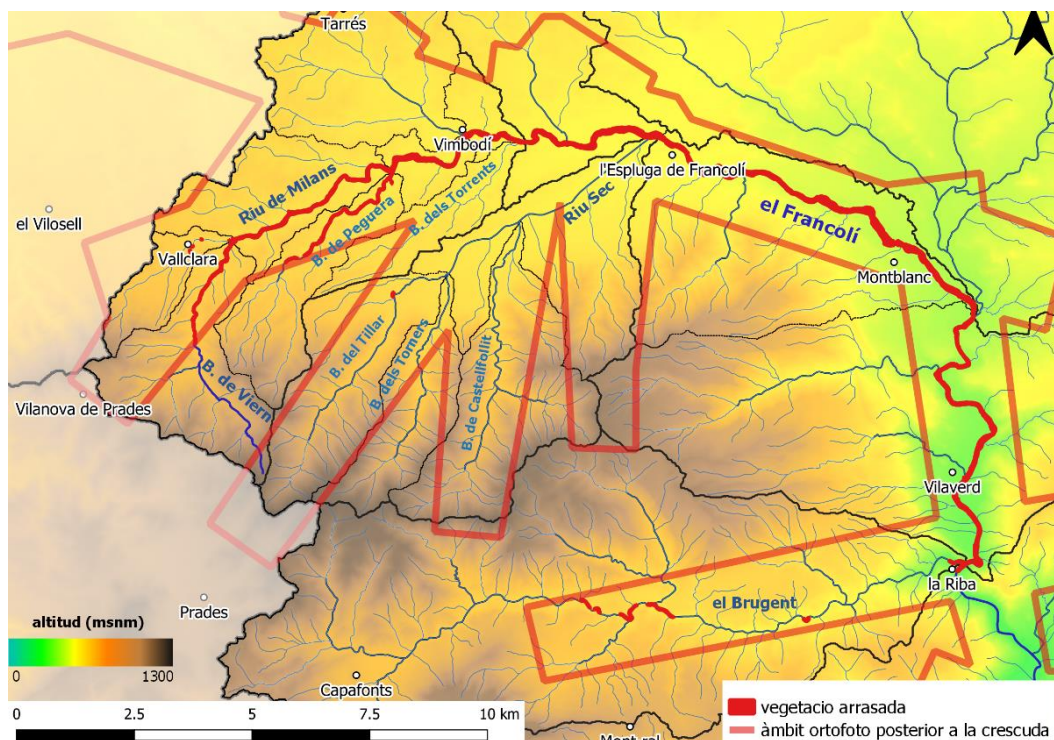 Tarrés
Vimbodí
l'Espluga de Francolí
Riu de Milans
B. dels Torrents
B. de Peguera
Riu Sec
el Francolí
el Vilosell
Vallclara
Montblanc
B. del Tillar
B. dels Torners
B. de Castellfollit
B. de Viern
Vilanova de Prades
Vilaverd
la Riba
Prades
el Brugent
altitud (msnm)
0 1300
Capafonts
0 2.5 5 7.5 10 km
vegetacio arrasada
àmbit ortofoto posterior a la crescuda